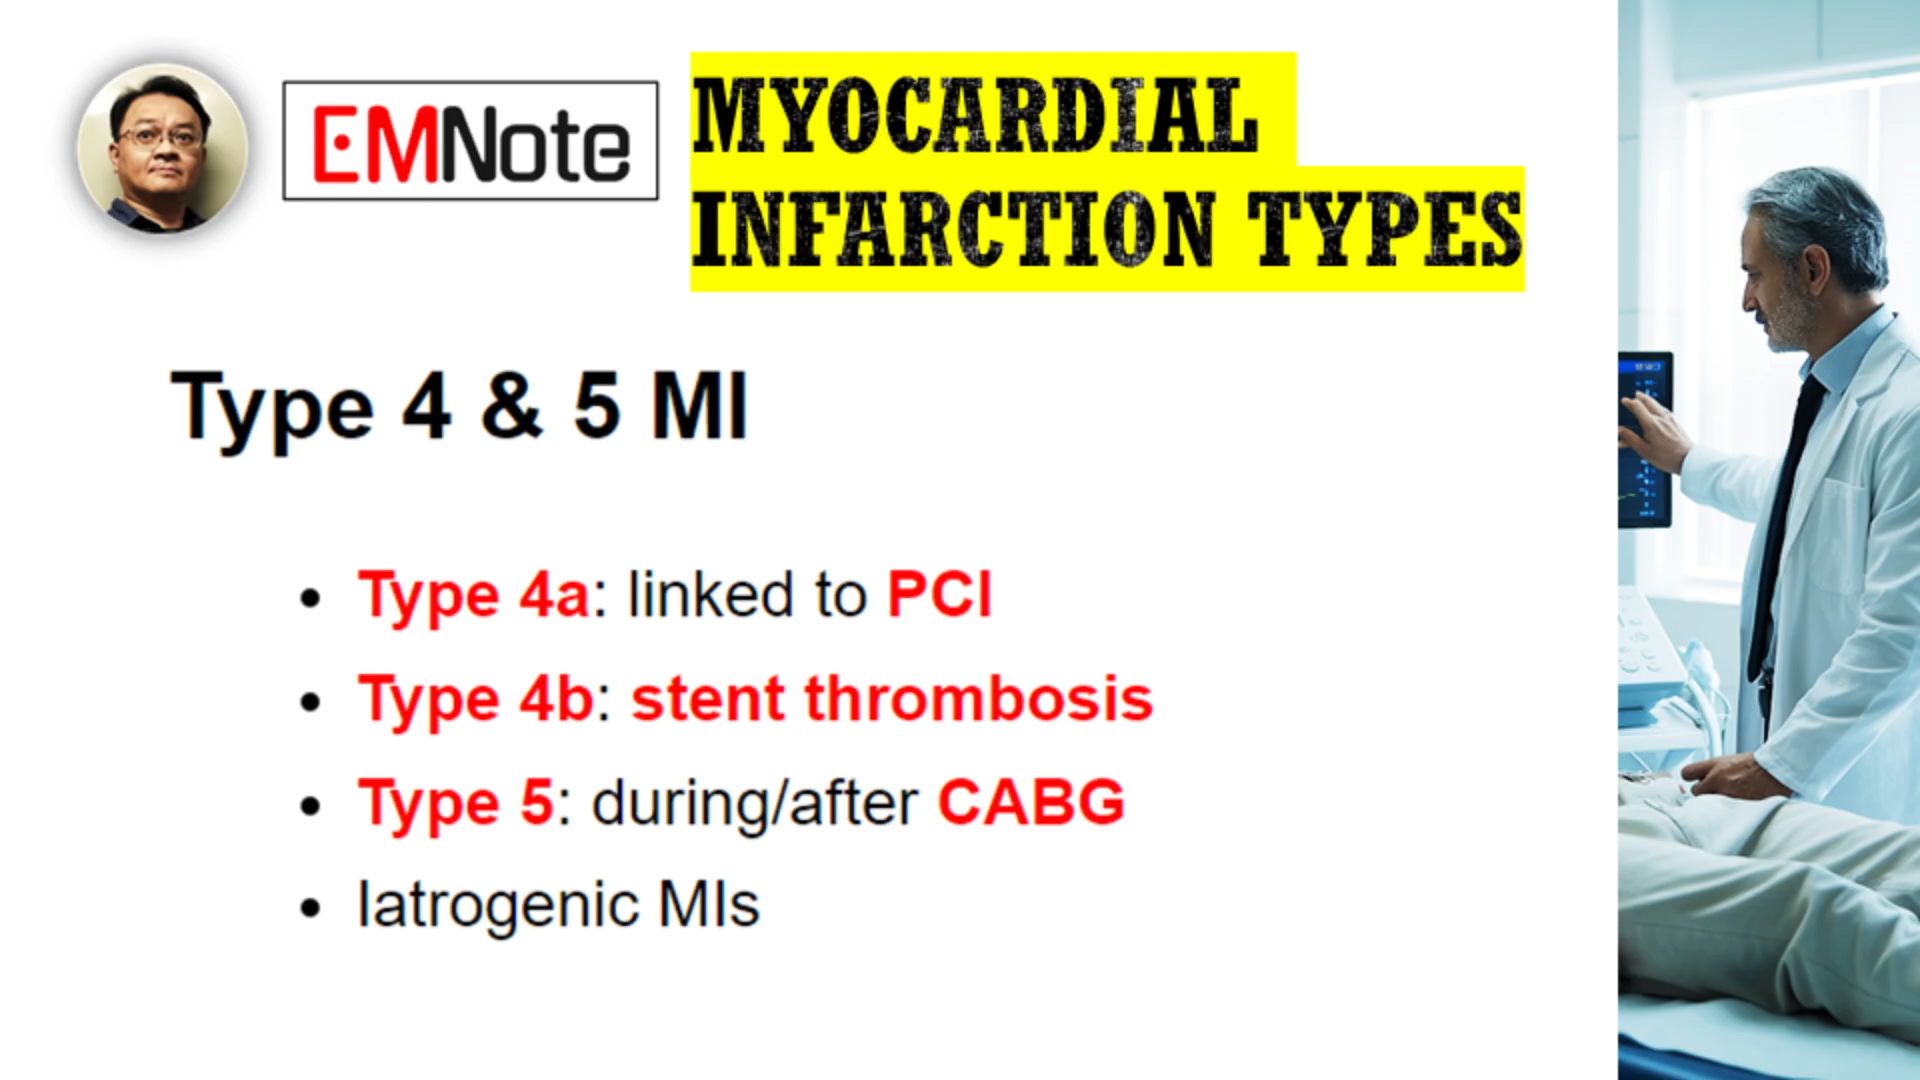 EMNote
MYOCARDIAL
INFARCTION TYPES
Type 4 & 5 MI
• Type 4a: linked to PCI
• Type 4b: stent thrombosis
• Type 5: during/after CABG
• Iatrogenic MIs